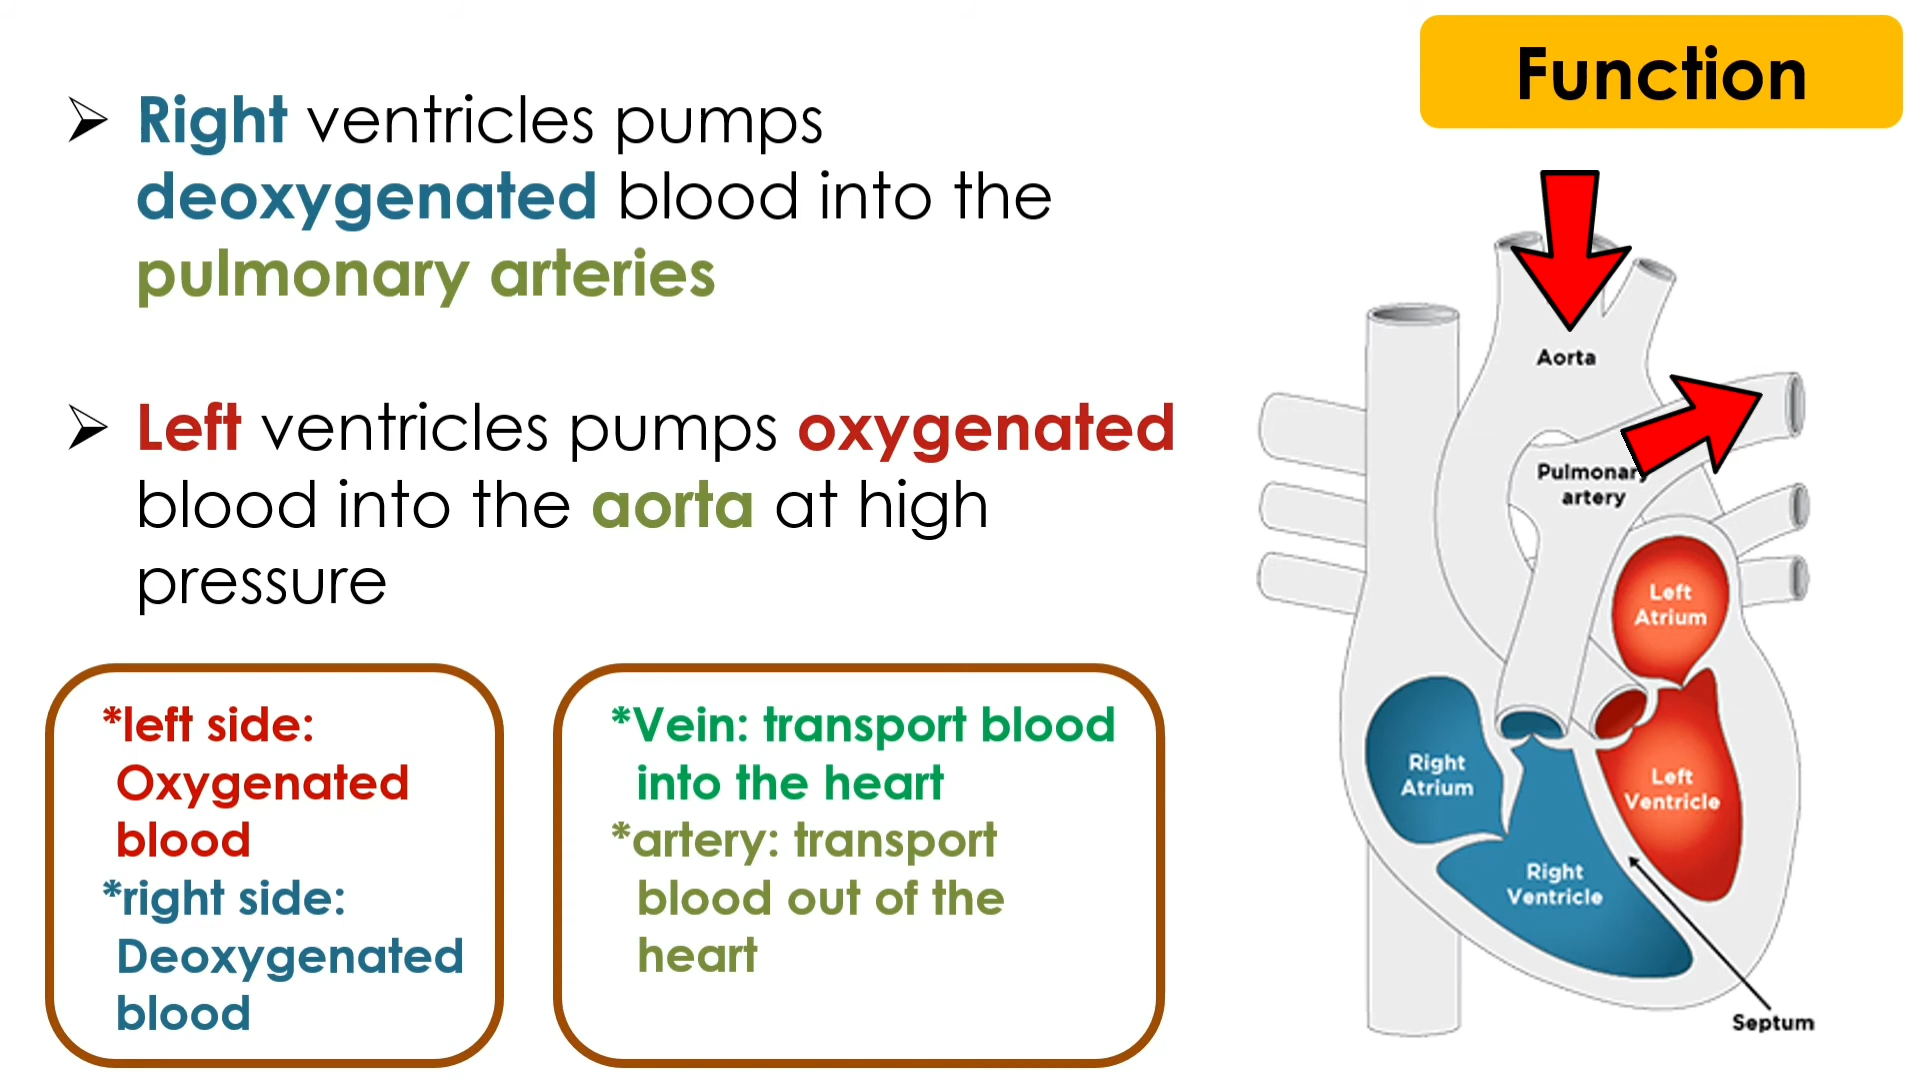 Function
➢ Right ventricles pumps
deoxygenated blood into the
pulmonary arteries
➢ Left ventricles pumps oxygenated
blood into the aorta at high
pressure
*left side:
Oxygenated
blood
*right side:
Deoxygenated
blood
*Vein: transport blood
into the heart
*artery: transport
blood out of the
heart
Aorta
Pulmonary
artery
Left
Atrium
Right
Atrium
Left
Ventricle
Right
Ventricle
Septum